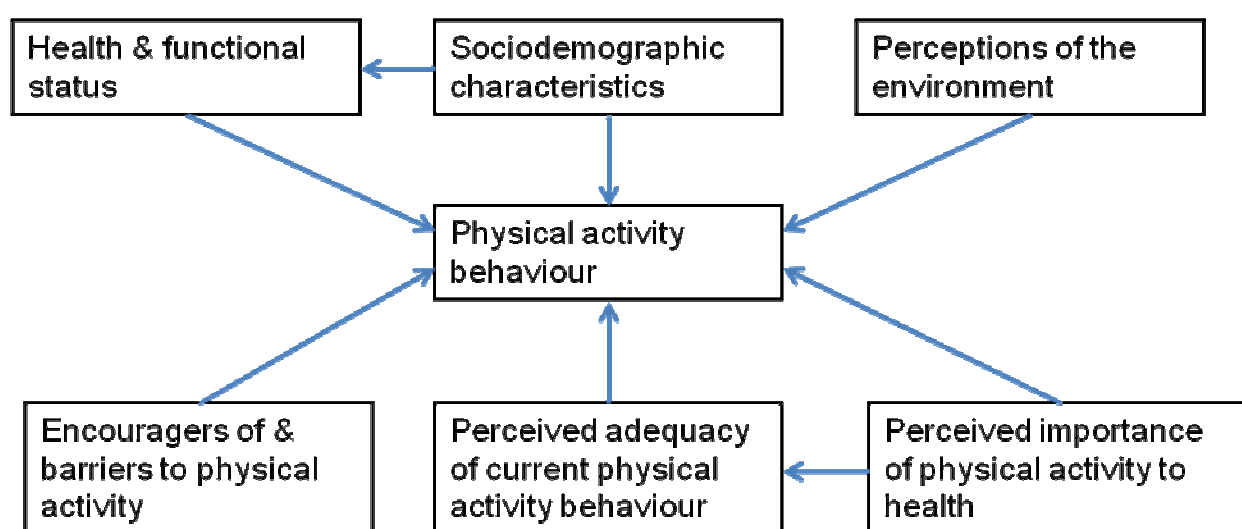 Health & functional
status
Sociodemographic
characteristics
Perceptions of the
environment
Physical activity
behaviour
Encouragers of &
barriers to physical
activity
Perceived adequacy
of current physical
activity behaviour
Perceived importance
of physical activity to
health